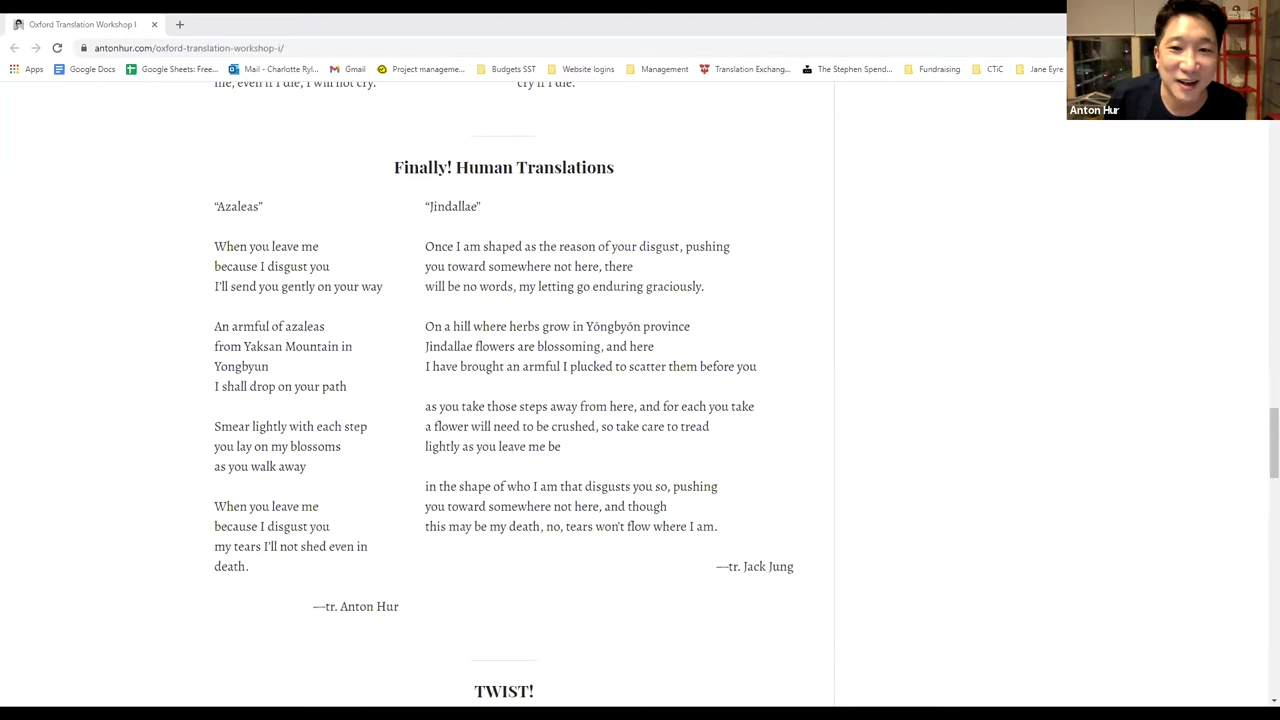 Oxford Translation Workshop I
antonhur.com/oxford-translation-workshop-i/
Apps
Google Docs
Google Sheets: Free...
Mail - Charlotte Ryl...
Gmail
Project manageme...
Budgets SST
Website logins
Management
Translation Exchang...
The Stephen Spend...
Fundraising
CTiC
Jane Eyre
Anton Hur
me, even if I die, I will not cry.
cry if I die.
Finally! Human Translations
“Azaleas”
When you leave me
because I disgust you
I’ll send you gently on your way
An armful of azaleas
from Yaksan Mountain in
Yongbyun
I shall drop on your path
Smear lightly with each step
you lay on my blossoms
as you walk away
When you leave me
because I disgust you
my tears I’ll not shed even in
death.
—tr. Anton Hur
“Jindallae”
Once I am shaped as the reason of your disgust, pushing
you toward somewhere not here, there
will be no words, my letting go enduring graciously.
On a hill where herbs grow in Yŏngbyŏn province
Jindallae flowers are blossoming, and here
I have brought an armful I plucked to scatter them before you
as you take those steps away from here, and for each you take
a flower will need to be crushed, so take care to tread
lightly as you leave me be
in the shape of who I am that disgusts you so, pushing
you toward somewhere not here, and though
this may be my death, no, tears won’t flow where I am.
—tr. Jack Jung
TWIST!